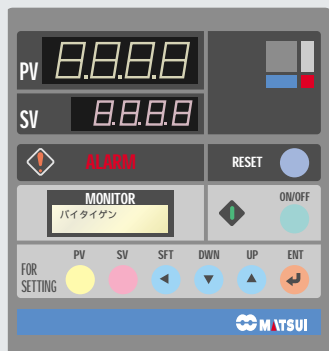 PV 8.8.8.8
SV 8.8.8.8
ALARM RESET
MONITOR ON/OFF
バイタイゲン
PV SV SFT DWN UP ENT
FOR
SETTING
MATSUI